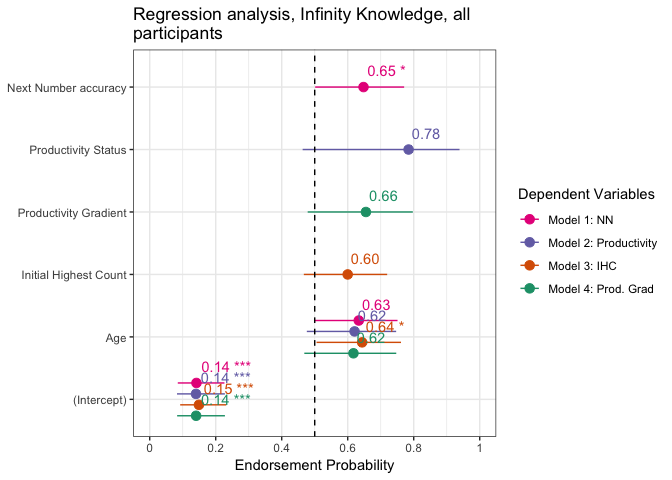 Regression analysis, Infinity Knowledge, all
participants
Next Number accuracy
0.65 *
Productivity Status
0.78
Productivity Gradient
0.66
Initial Highest Count
0.60
Age
0.63
0.62
0.64 *
0.62
(Intercept)
0.14 ***
0.14 ***
0.15 ***
0.14 ***
0
0.2
0.4
0.6
0.8
1
Endorsement Probability
Dependent Variables
Model 1: NN
Model 2: Productivity
Model 3: IHC
Model 4: Prod. Grad